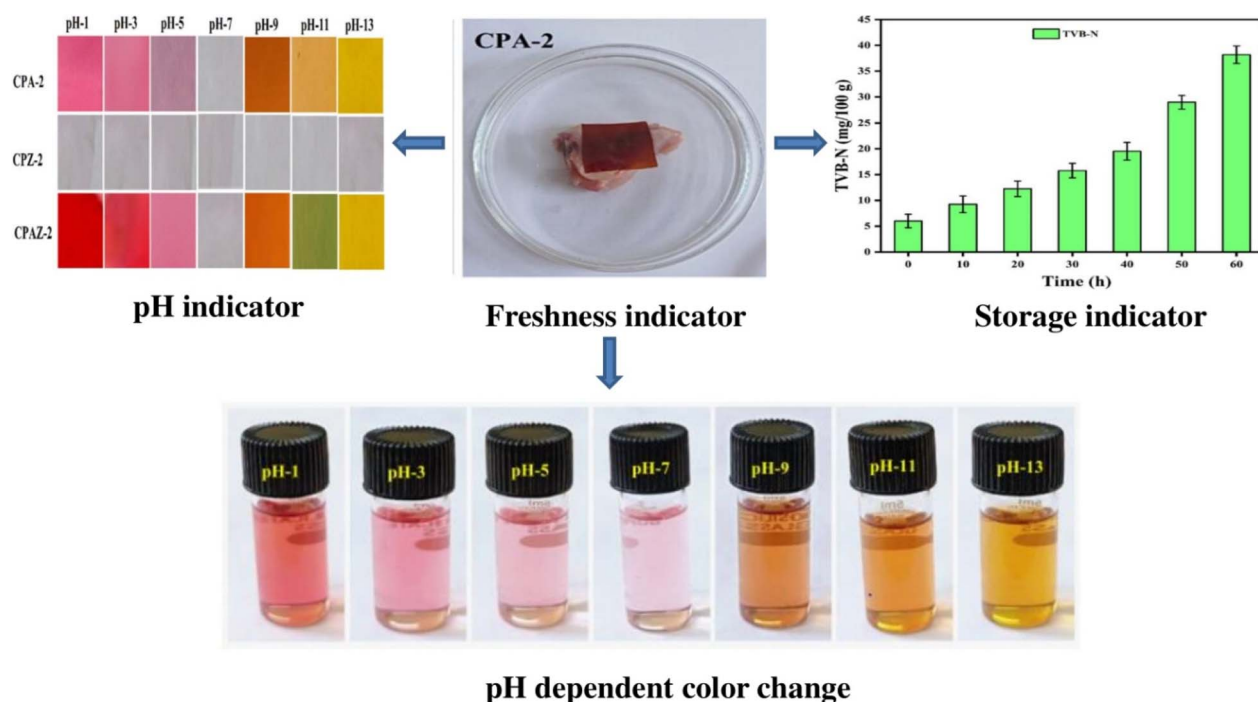 pH-1 pH-3 pH-5 pH-7 pH-9 pH-11 pH-13
CPA-2
CPZ-2
CPAZ-2
pH indicator
CPA-2
Freshness indicator
TVB-N
TVB-N (mg/100 g)
45
40
35
30
25
20
15
10
5
0
0 10 20 30 40 50 60
Time (h)
Storage indicator
pH-1 pH-3 pH-5 pH-7 pH-9 pH-11 pH-13
pH dependent color change